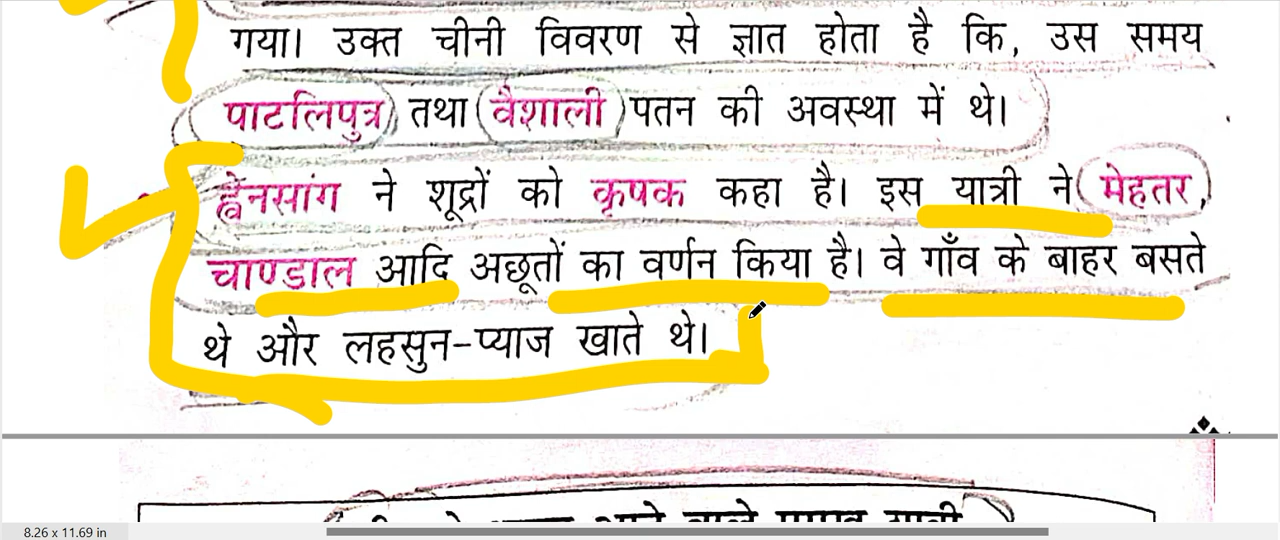 गया। उक्त चीनी विवरण से ज्ञात होता है कि, उस समय
पाटलिपुत्र तथा वैशाली पतन की अवस्था में थे।
ह्वेनसांग ने शूद्रों को कृषक कहा है। इस यात्री ने मेहतर,
चाण्डाल आदि अछूतों का वर्णन किया है। वे गाँव के बाहर बसते
थे और लहसुन-प्याज खाते थे।
8.26 x 11.69 in